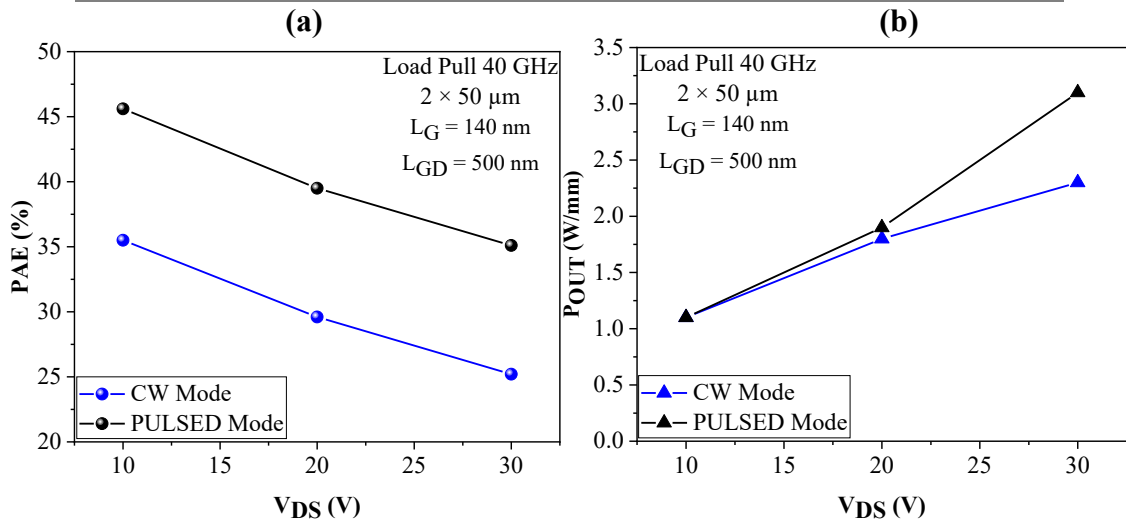 (a)
50
45
40
35
30
25
20
PAE (%)
Load Pull 40 GHz
2 × 50 µm
LG = 140 nm
LGD = 500 nm
CW Mode
PULSED Mode
10 15 20 25 30
VDS (V)
(b)
3.5
3.0
2.5
2.0
1.5
1.0
0.5
0.0
POUT (W/mm)
Load Pull 40 GHz
2 × 50 µm
LG = 140 nm
LGD = 500 nm
CW Mode
PULSED Mode
10 15 20 25 30
VDS (V)